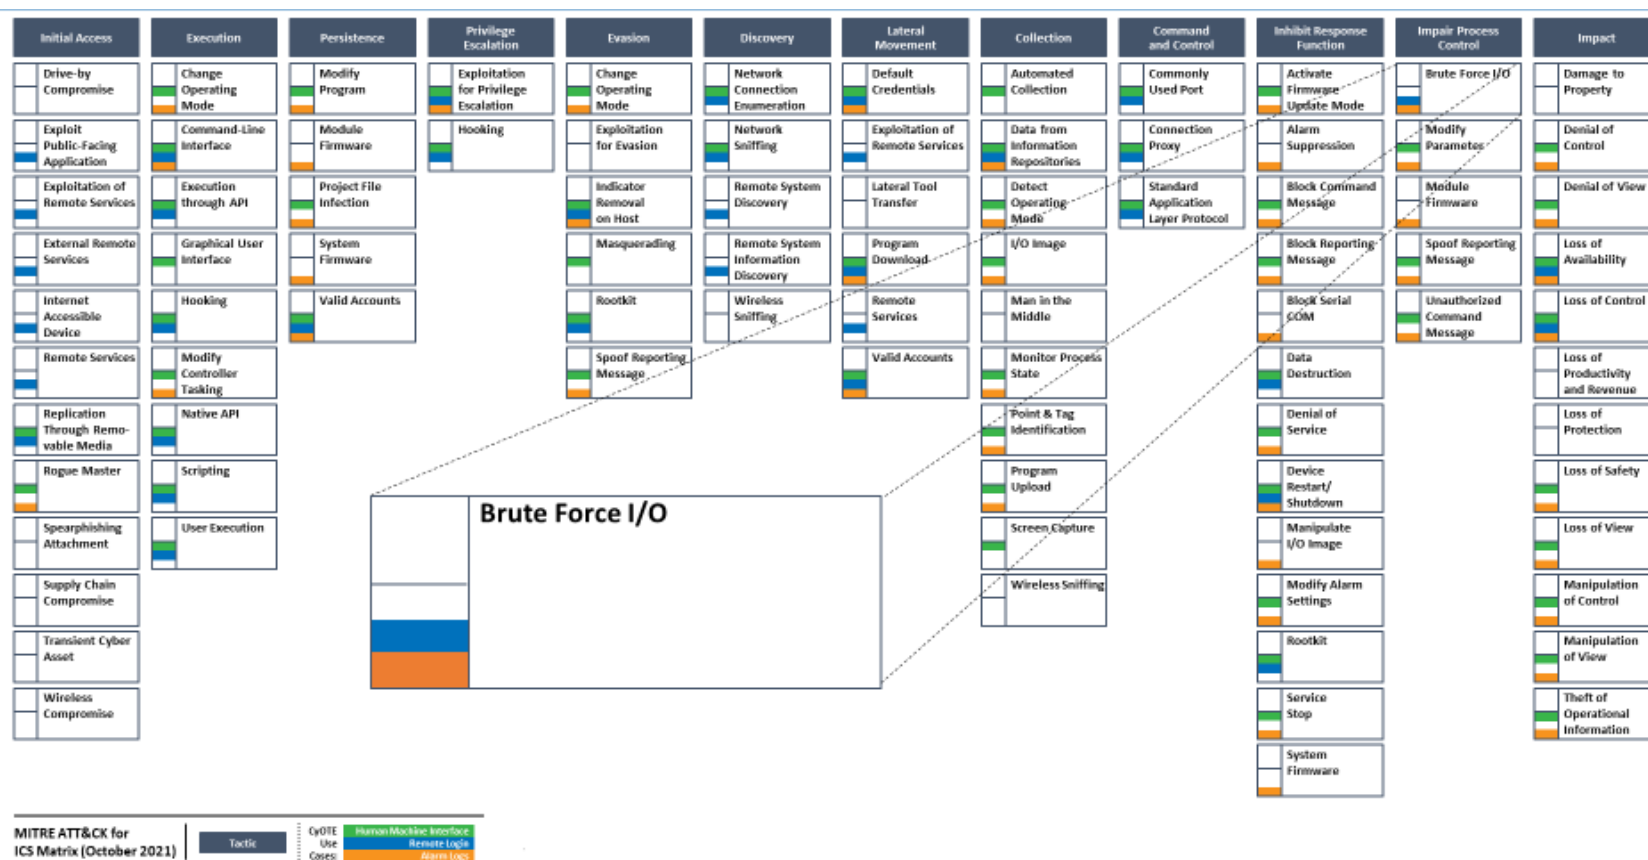 Initial Access
Execution
Persistence
Privilege
Escalation
Evasion
Discovery
Lateral
Movement
Collection
Command
and Control
Inhibit Response
Function
Impair Process
Control
Impact
Drive-by
Compromise
Exploit
Public-Facing
Application
Exploitation of
Remote Services
External Remote
Services
Internet
Accessible
Device
Remote Services
Replication
Through Remo-
vable Media
Rogue Master
Spearphishing
Attachment
Supply Chain
Compromise
Transient Cyber
Asset
Wireless
Compromise
Change
Operating
Mode
Command-Line
Interface
Execution
through API
Graphical User
Interface
Hooking
Modify
Controller
Tasking
Native API
Scripting
User Execution
Modify
Program
Module
Firmware
Project File
Infection
System
Firmware
Valid Accounts
Exploitation
for Privilege
Escalation
Hooking
Change
Operating
Mode
Exploitation
for Evasion
Indicator
Removal
on Host
Masquerading
Rootkit
Spoof Reporting
Message
Network
Connection
Enumeration
Network
Sniffing
Remote System
Discovery
Remote System
Information
Discovery
Wireless
Sniffing
Default
Credentials
Exploitation of
Remote Services
Lateral Tool
Transfer
Program
Download
Remote
Services
Valid Accounts
Automated
Collection
Data from
Information
Repositories
Detect
Operating
Mode
I/O Image
Man in the
Middle
Monitor Process
State
Point & Tag
Identification
Program
Upload
Screen Capture
Wireless Sniffing
Commonly
Used Port
Connection
Proxy
Standard
Application
Layer Protocol
Activate
Firmware
Update Mode
Alarm
Suppression
Block Command
Message
Block Reporting
Message
Block Serial
COM
Data
Destruction
Denial of
Service
Device
Restart/
Shutdown
Manipulate
I/O Image
Modify Alarm
Settings
Rootkit
Service
Stop
System
Firmware
Brute Force I/O
Modify
Parameter
Module
Firmware
Spoof Reporting
Message
Unauthorized
Command
Message
Damage to
Property
Denial of
Control
Denial of View
Loss of
Availability
Loss of Control
Loss of
Productivity
and Revenue
Loss of
Protection
Loss of Safety
Loss of View
Manipulation
of Control
Manipulation
of View
Theft of
Operational
Information
Brute Force I/O
MITRE ATT&CK for
ICS Matrix (October 2021)
Tactic
CyOTE
Use
Cases:
Human Machine Interface
Remote Login
Alarm Logs